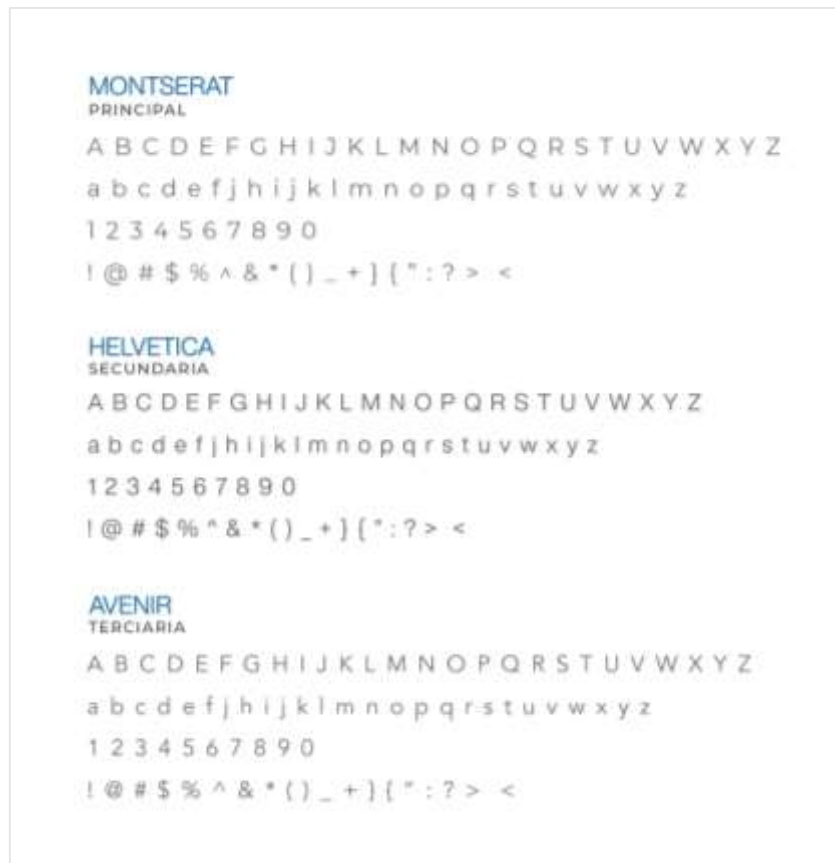 MONTSERAT
PRINCIPAL
A B C D E F G H I J K L M N O P Q R S T U V W X Y Z
a b c d e f j h i j k l m n o p q r s t u v w x y z
1 2 3 4 5 6 7 8 9 0
! @ # $ % ^ & * ( ) _ + } { " : ? > <
HELVETICA
SECUNDARIA
A B C D E F G H I J K L M N O P Q R S T U V W X Y Z
a b c d e f j h i j k l m n o p q r s t u v w x y z
1 2 3 4 5 6 7 8 9 0
! @ # $ % ^ & * ( ) _ + } { " : ? > <
AVENIR
TERCIARIA
A B C D E F G H I J K L M N O P Q R S T U V W X Y Z
a b c d e f j h i j k l m n o p q r s t u v w x y z
1 2 3 4 5 6 7 8 9 0
! @ # $ % ^ & * ( ) _ + } { " : ? > <